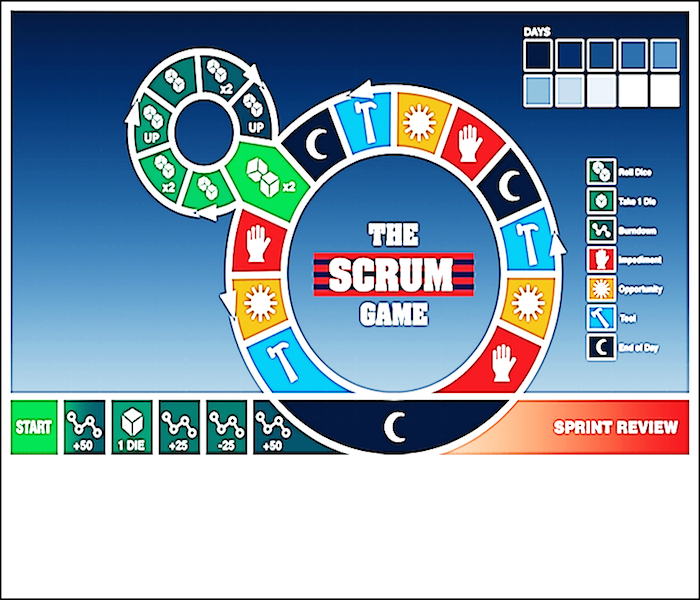 DAYS
x2
UP
UP
x2
x2
Roll Dice
Take 1 Die
Burndown
Impediment
Opportunity
Tool
End of Day
THE
SCRUM
GAME
START
+50
1 DIE
+25
-25
+50
SPRINT REVIEW